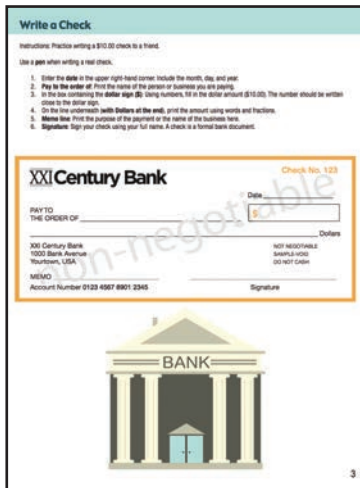 Write a Check
Instructions: Practice writing a $10.00 check to a friend.
Use a pen when writing a real check.
1. Enter the date in the upper right-hand corner. Include the month, day, and year.
2. Pay to the order of: Print the name of the person or business you are paying.
3. In the box containing the dollar sign ($): Using numbers, fill in the dollar amount ($10.00). The number should be written
close to the dollar sign.
4. On the line underneath (with Dollars at the end), print the amount using words and fractions.
5. Memo line: Print the purpose of the payment or the name of the business here.
6. Signature: Sign your check using your full name. A check is a formal bank document.
XXI Century Bank
Check No. 123
Date
PAY TO
THE ORDER OF
$
Dollars
non-negotiable
XXI Century Bank
1000 Bank Avenue
Yourtown, USA
NOT NEGOTIABLE
SAMPLE-VOID
DO NOT CASH
MEMO
Account Number 0123 4567 8901 2345
Signature
BANK
3